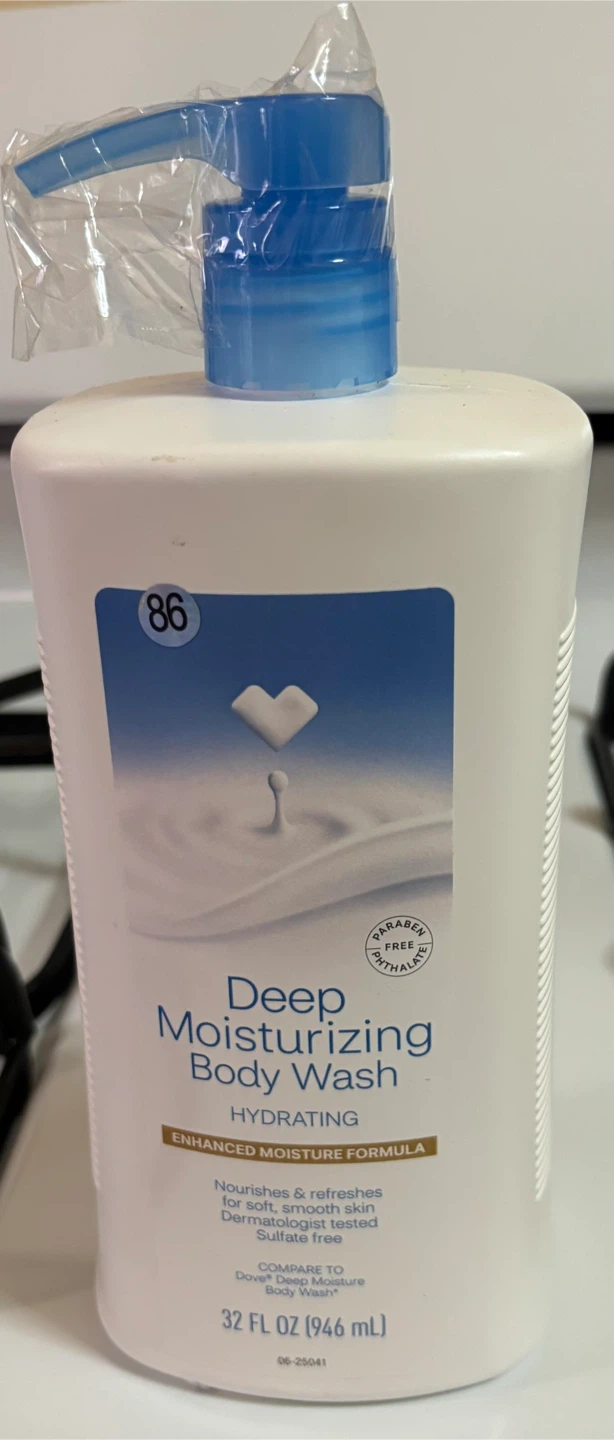 86
PARABEN
FREE
PHTHALATE
Deep
Moisturizing
Body Wash
HYDRATING
ENHANCED MOISTURE FORMULA
Nourishes & refreshes
for soft, smooth skin
Dermatologist tested
Sulfate free
COMPARE TO
Dove® Deep Moisture
Body Wash*
32 FL OZ (946 mL)
06-25041